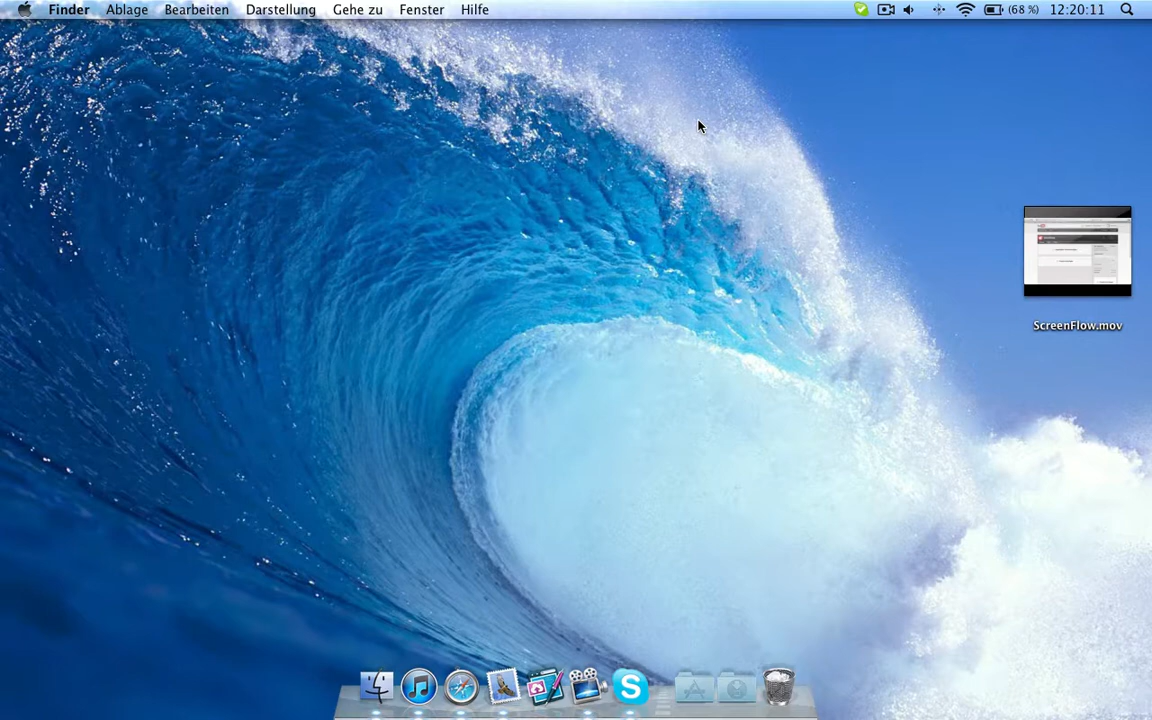 Finder Ablage Bearbeiten Darstellung Gehe zu Fenster Hilfe (68 %) 12:20:11
ScreenFlow.mov